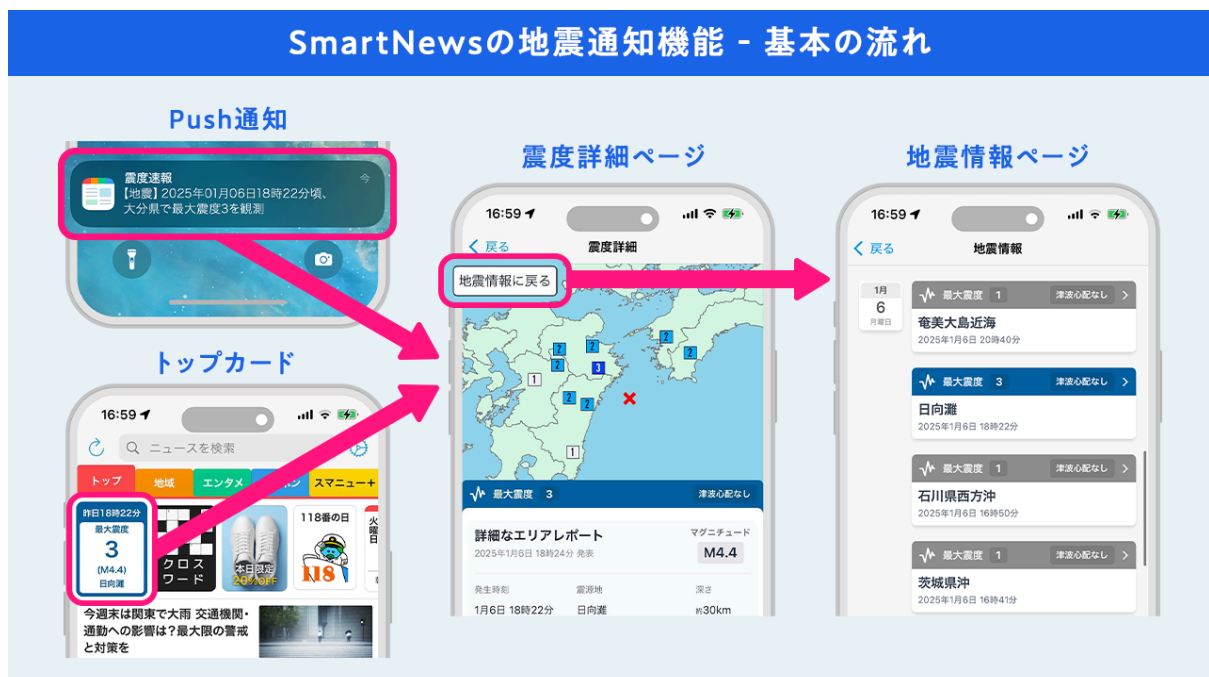 SmartNewsの地震通知機能 - 基本の流れ
Push通知
震度速報
今
【地震】2025年01月06日18時22分頃、
大分県で最大震度3を観測
トップカード
16:59
ニュースを検索
トップ
地域
エンタメ
スマニュー+
昨日18時22分
最大震度
3
(M4.4)
日向灘
クロス
ワード
本日限定
20%OFF
118番の日
118
火曜日
今週末は関東で大雨 交通機関・
通勤への影響は?最大限の警戒
と対策を
震度詳細ページ
16:59
戻る
震度詳細
地震情報に戻る
2
2
2
2
2
3
1
2
2
1
最大震度 3
津波心配なし
詳細なエリアレポート
2025年1月6日 18時24分 発表
マグニチュード
M4.4
発生時刻
震源地
深さ
1月6日 18時22分
日向灘
約30km
地震情報ページ
16:59
戻る
地震情報
1月
6
月曜日
最大震度 1
津波心配なし
奄美大島近海
2025年1月6日 20時40分
最大震度 3
津波心配なし
日向灘
2025年1月6日 18時22分
最大震度 1
津波心配なし
石川県西方沖
2025年1月6日 16時50分
最大震度 1
津波心配なし
茨城県沖
2025年1月6日 16時41分